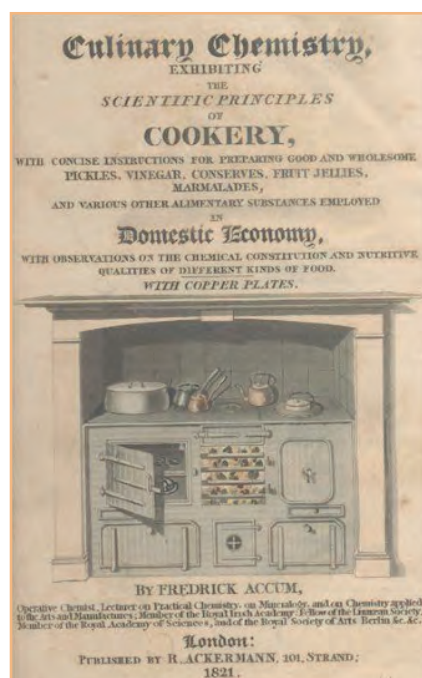 Culinary Chemistry,
EXHIBITING
THE
SCIENTIFIC PRINCIPLES
OF
COOKERY,
WITH CONCISE INSTRUCTIONS FOR PREPARING GOOD AND WHOLESOME
PICKLES, VINEGAR, CONSERVES, FRUIT JELLIES,
MARMALADES,
AND VARIOUS OTHER ALIMENTARY SUBSTANCES EMPLOYED
IN
Domestic Economy,
WITH OBSERVATIONS ON THE CHEMICAL CONSTITUTION AND NUTRITIVE
QUALITIES OF DIFFERENT KINDS OF FOOD.
WITH COPPER PLATES.
BY FREDRICK ACCUM,
Operative Chemist, Lecturer on Practical Chemistry, on Mineralogy, and on Chemistry applied
to the Arts and Manufactures; Member of the Royal Irish Academy; Fellow of the Linnæan Society;
Member of the Royal Academy of Sciences, and of the Royal Society of Arts Berlin &c. &c.
London:
PUBLISHED BY R. ACKERMANN, 101, STRAND;
1821.